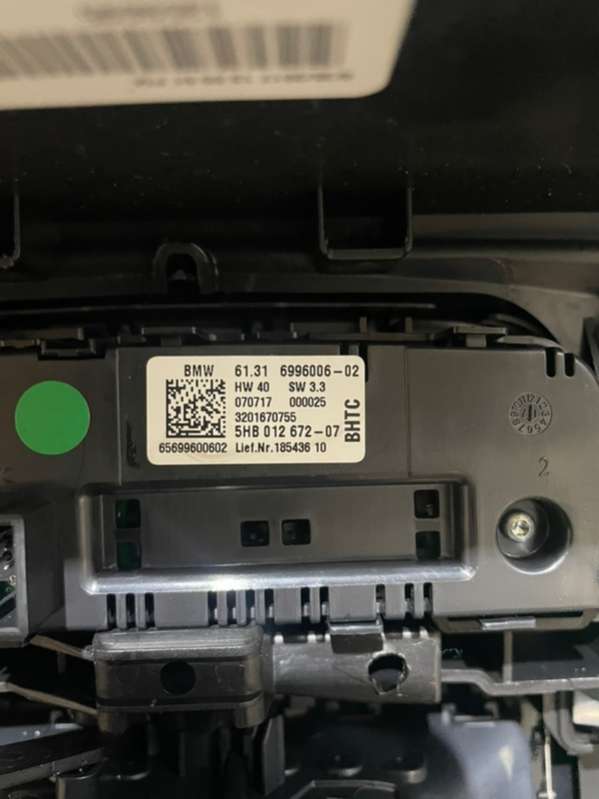 BMW 61.31 6996006-02
HW 40 SW 3.3
070717 000025
3201670755
5HB 012 672-07
65699600602 Lief.Nr.185436 10
BHTC
2